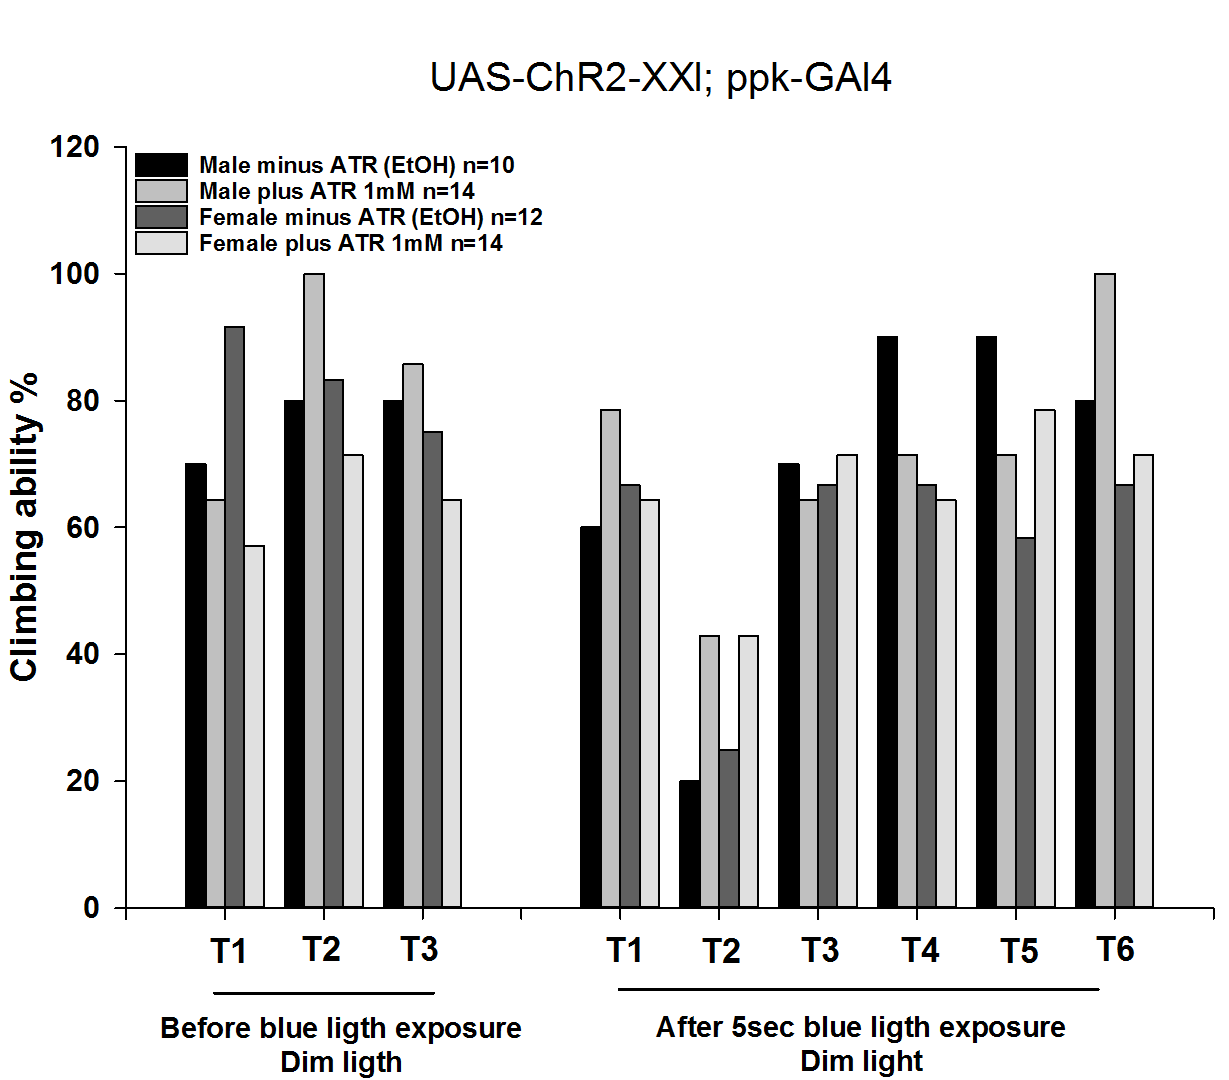 UAS-ChR2-XXl; ppk-GAl4
120
100
80
60
40
20
0
Climbing ability %
Male minus ATR (EtOH) n=10
Male plus ATR 1mM n=14
Female minus ATR (EtOH) n=12
Female plus ATR 1mM n=14
T1 T2 T3 T1 T2 T3 T4 T5 T6
Before blue ligth exposure
Dim ligth
After 5sec blue ligth exposure
Dim light